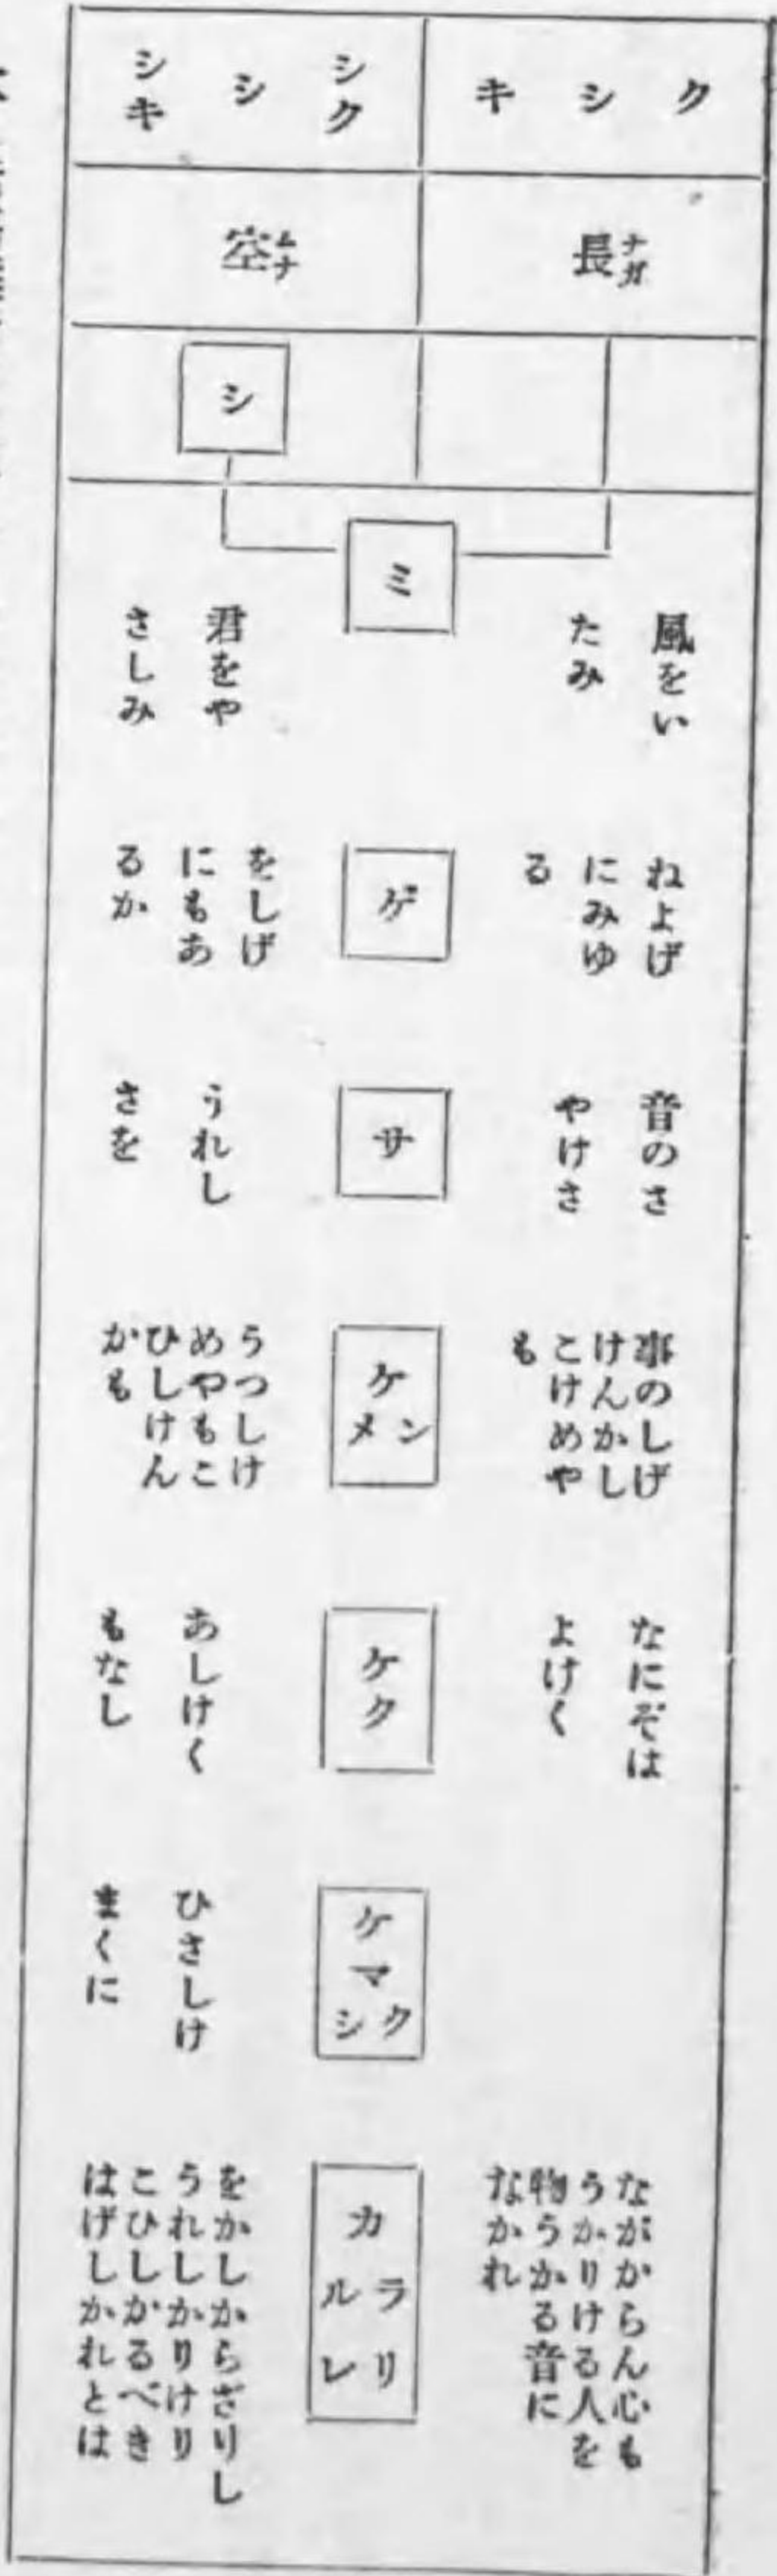 ク
シ
キ
シク
シ
シキ
長ナガ
空ムナ
シ
ミ
風をい
たみ
君をや
さしみ
ゲ
ねよげ
にみゆ
る
をしげ
にもあ
るか
サ
音のさ
やけさ
うれし
さを
ケ
メン
事のしげ
けんかし
こけめや
も
うつしけ
めやもこ
ひしけん
かも
ケク
なにぞは
よけく
あしけく
もなし
ケマ
シク
ひさしけ
まくに
カ
ルラ
レリ
ながからん心も
うかりける人を
物うかる音に
なかれ
をかしからざりし
うれしかりけり
こひしかるべき
はげしかれとは